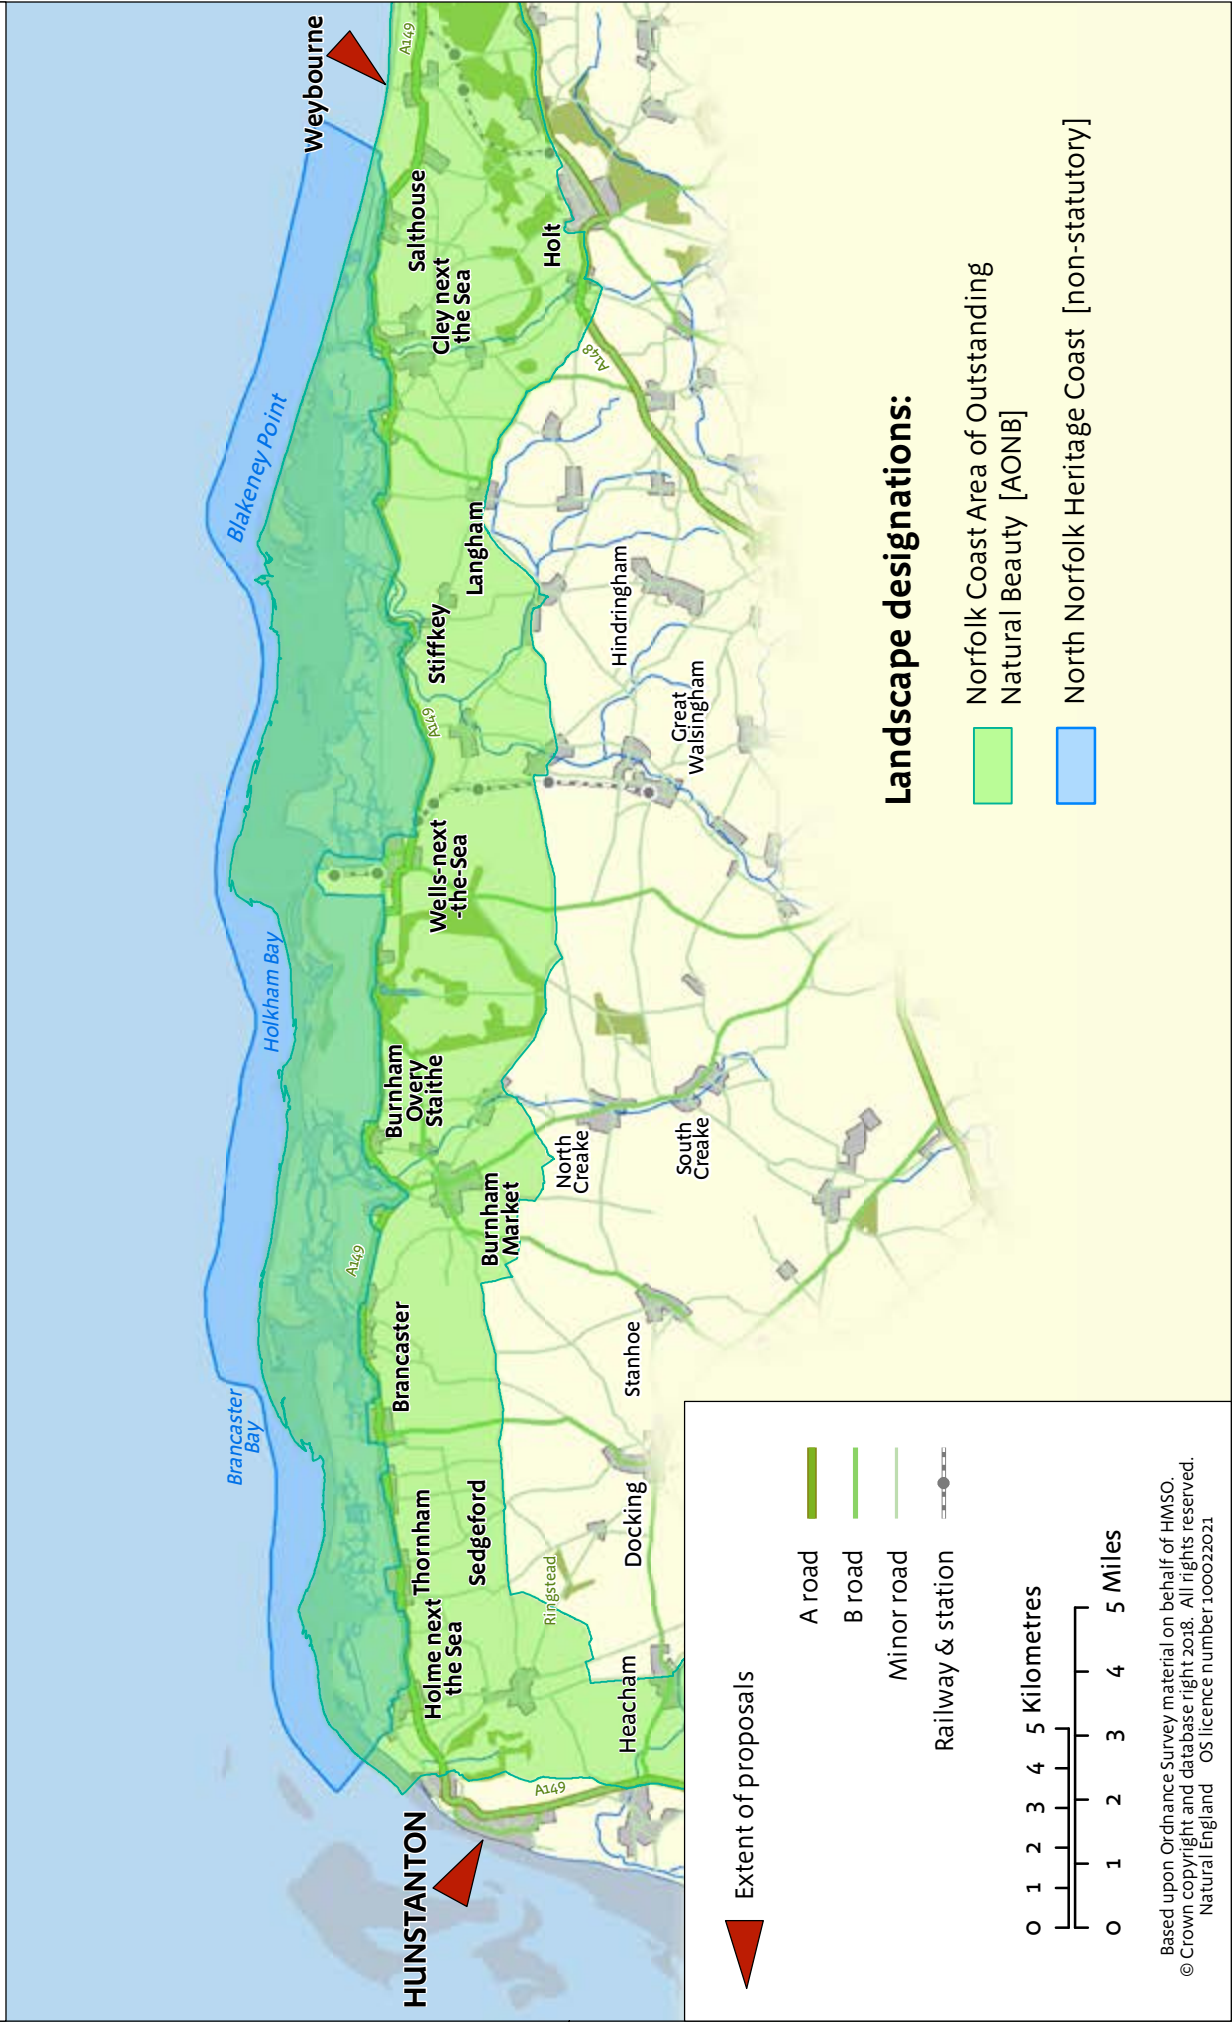 Weybourne
A149
Salthouse
Cley next
the Sea
Holt
A148
Blakeney Point
Langham
Stiffkey
A149
Hindringham
Great
Walsingham
Wells-next
-the-Sea
Holkham Bay
Burnham
Overy
Staithe
North
Creake
South
Creake
Burnham
Market
A149
Brancaster
Brancaster
Bay
Stanhoe
Thornham
Sedgeford
Docking
Ringstead
Holme next
the Sea
Heacham
A149
HUNSTANTON
Landscape designations:
Norfolk Coast Area of Outstanding
Natural Beauty [AONB]
North Norfolk Heritage Coast [non-statutory]
Extent of proposals
A road
B road
Minor road
Railway & station
0 1 2 3 4 5 Kilometres
0 1 2 3 4 5 Miles
Based upon Ordnance Survey material on behalf of HMSO.
© Crown copyright and database right 2018. All rights reserved.
Natural England OS licence number100022021